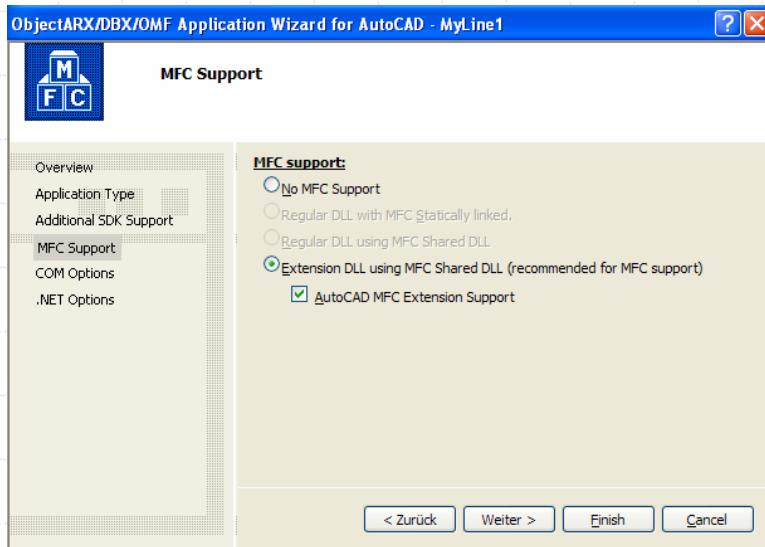 ObjectARX/DBX/OMF Application Wizard for AutoCAD - MyLine1
M
F C
MFC Support
Overview
Application Type
Additional SDK Support
MFC Support
COM Options
.NET Options
MFC support:
No MFC Support
Regular DLL with MFC Statically linked.
Regular DLL using MFC Shared DLL
Extension DLL using MFC Shared DLL (recommended for MFC support)
AutoCAD MFC Extension Support
< Zurück Weiter > Finish Cancel